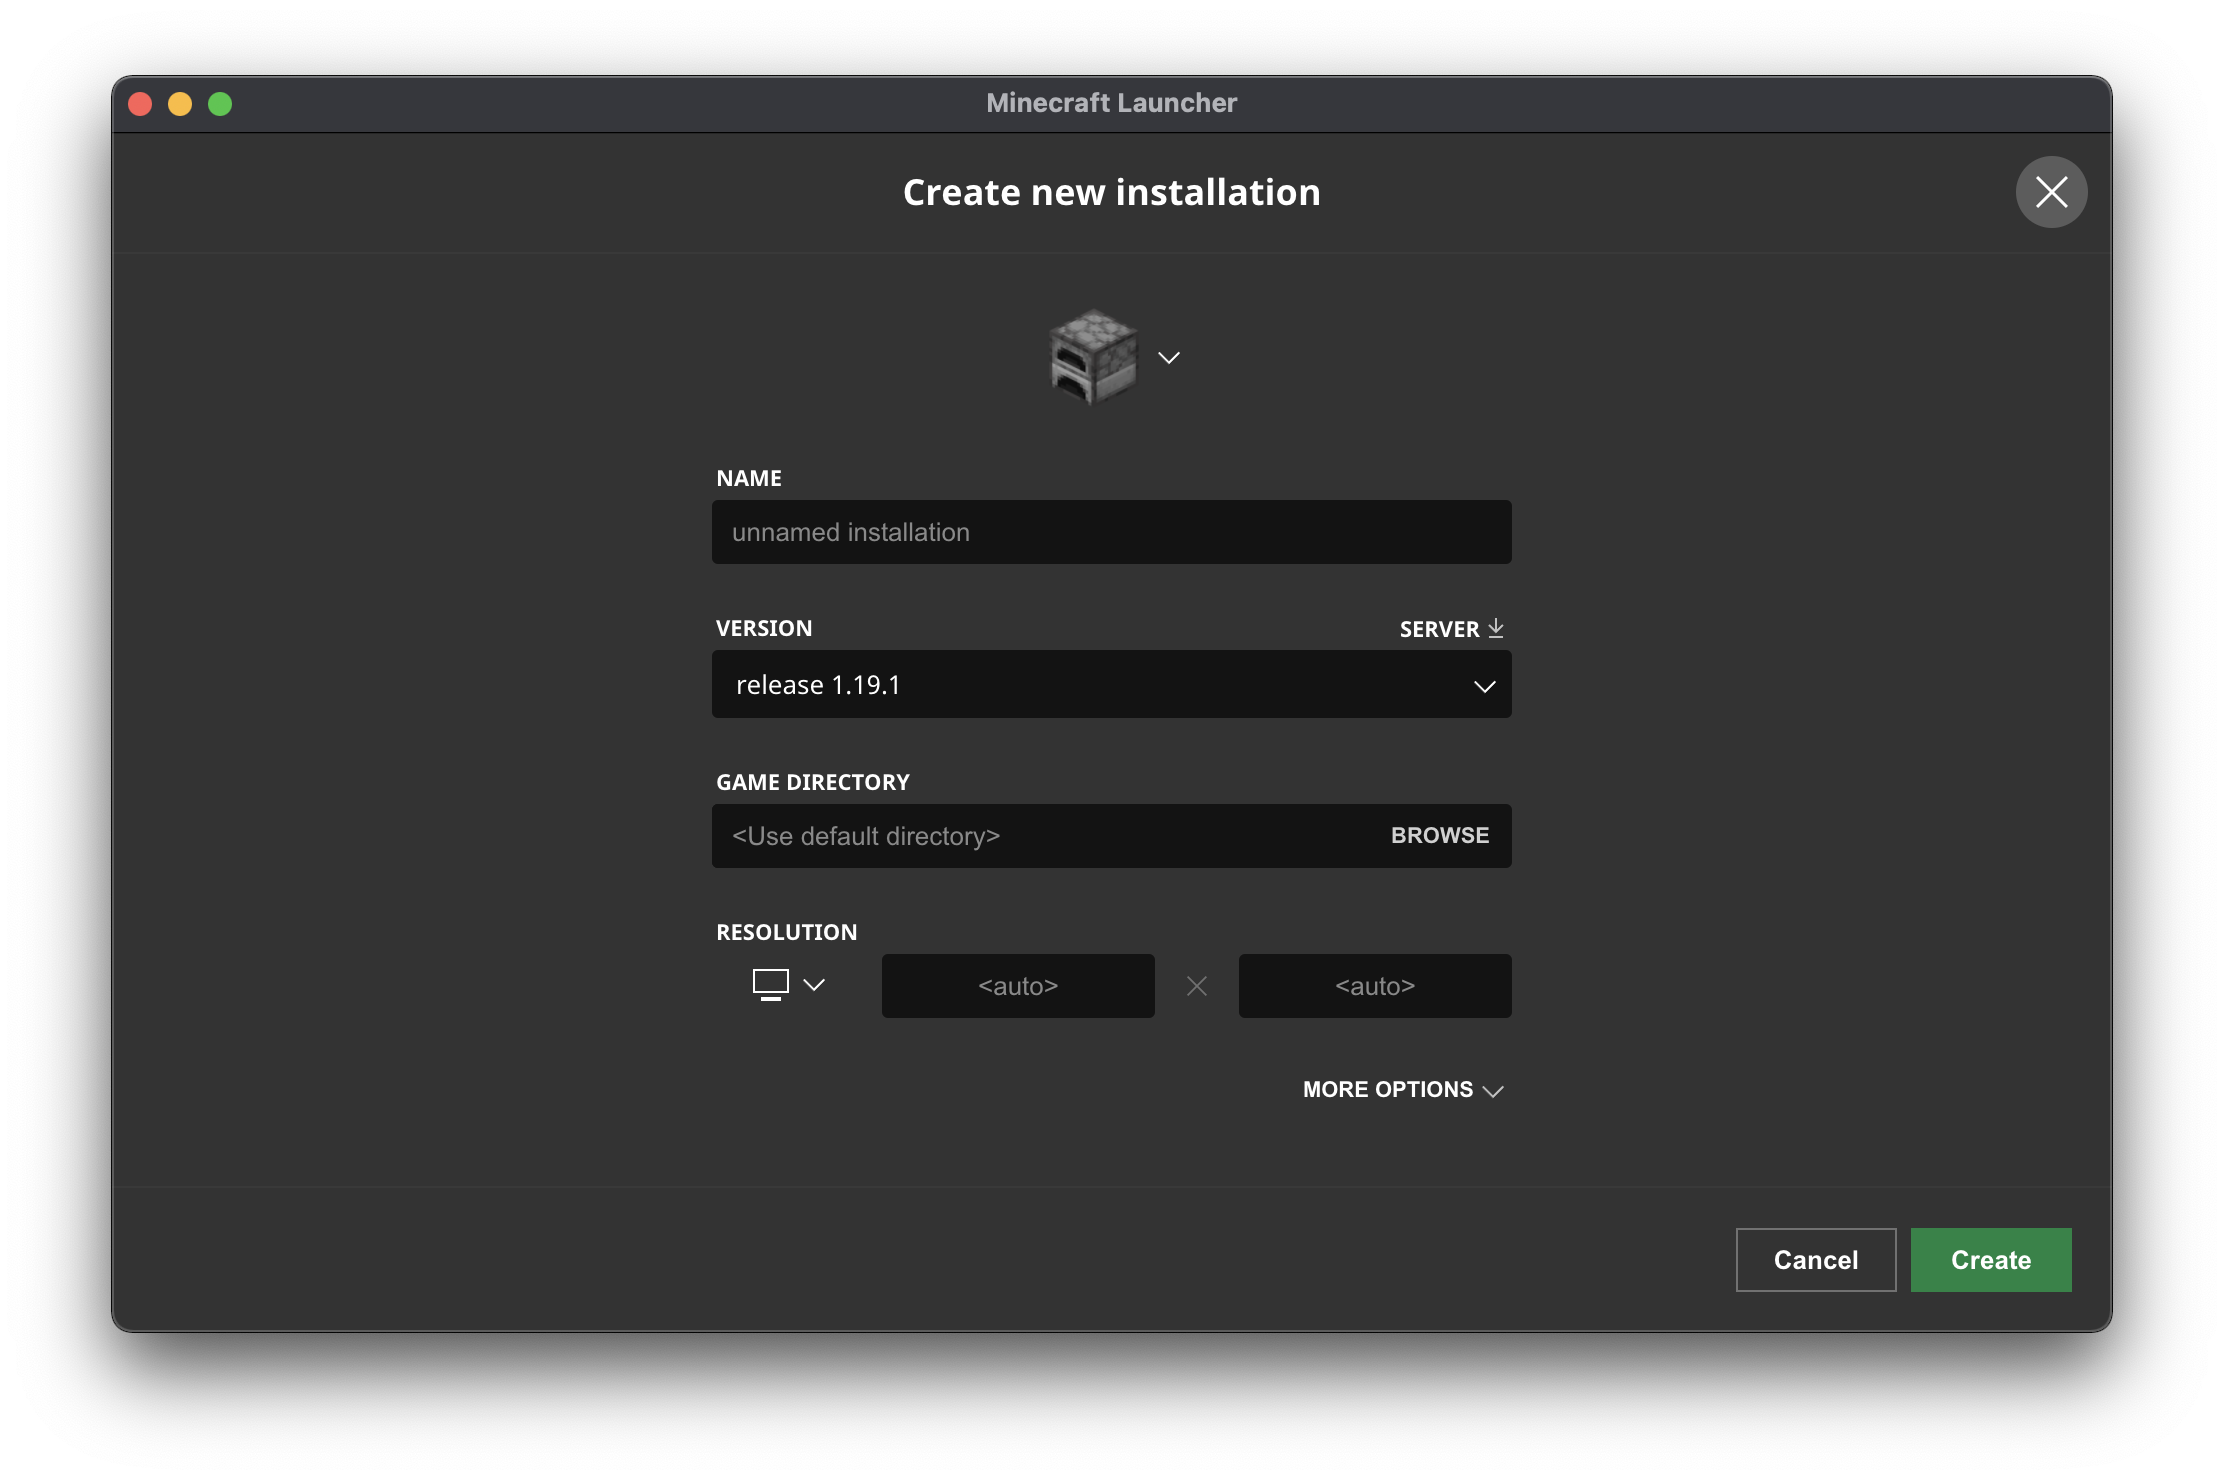 Minecraft Launcher
Create new installation
NAME
unnamed installation
VERSION
SERVER
release 1.19.1
GAME DIRECTORY
<Use default directory>
BROWSE
RESOLUTION
<auto>
<auto>
MORE OPTIONS
Cancel
Create